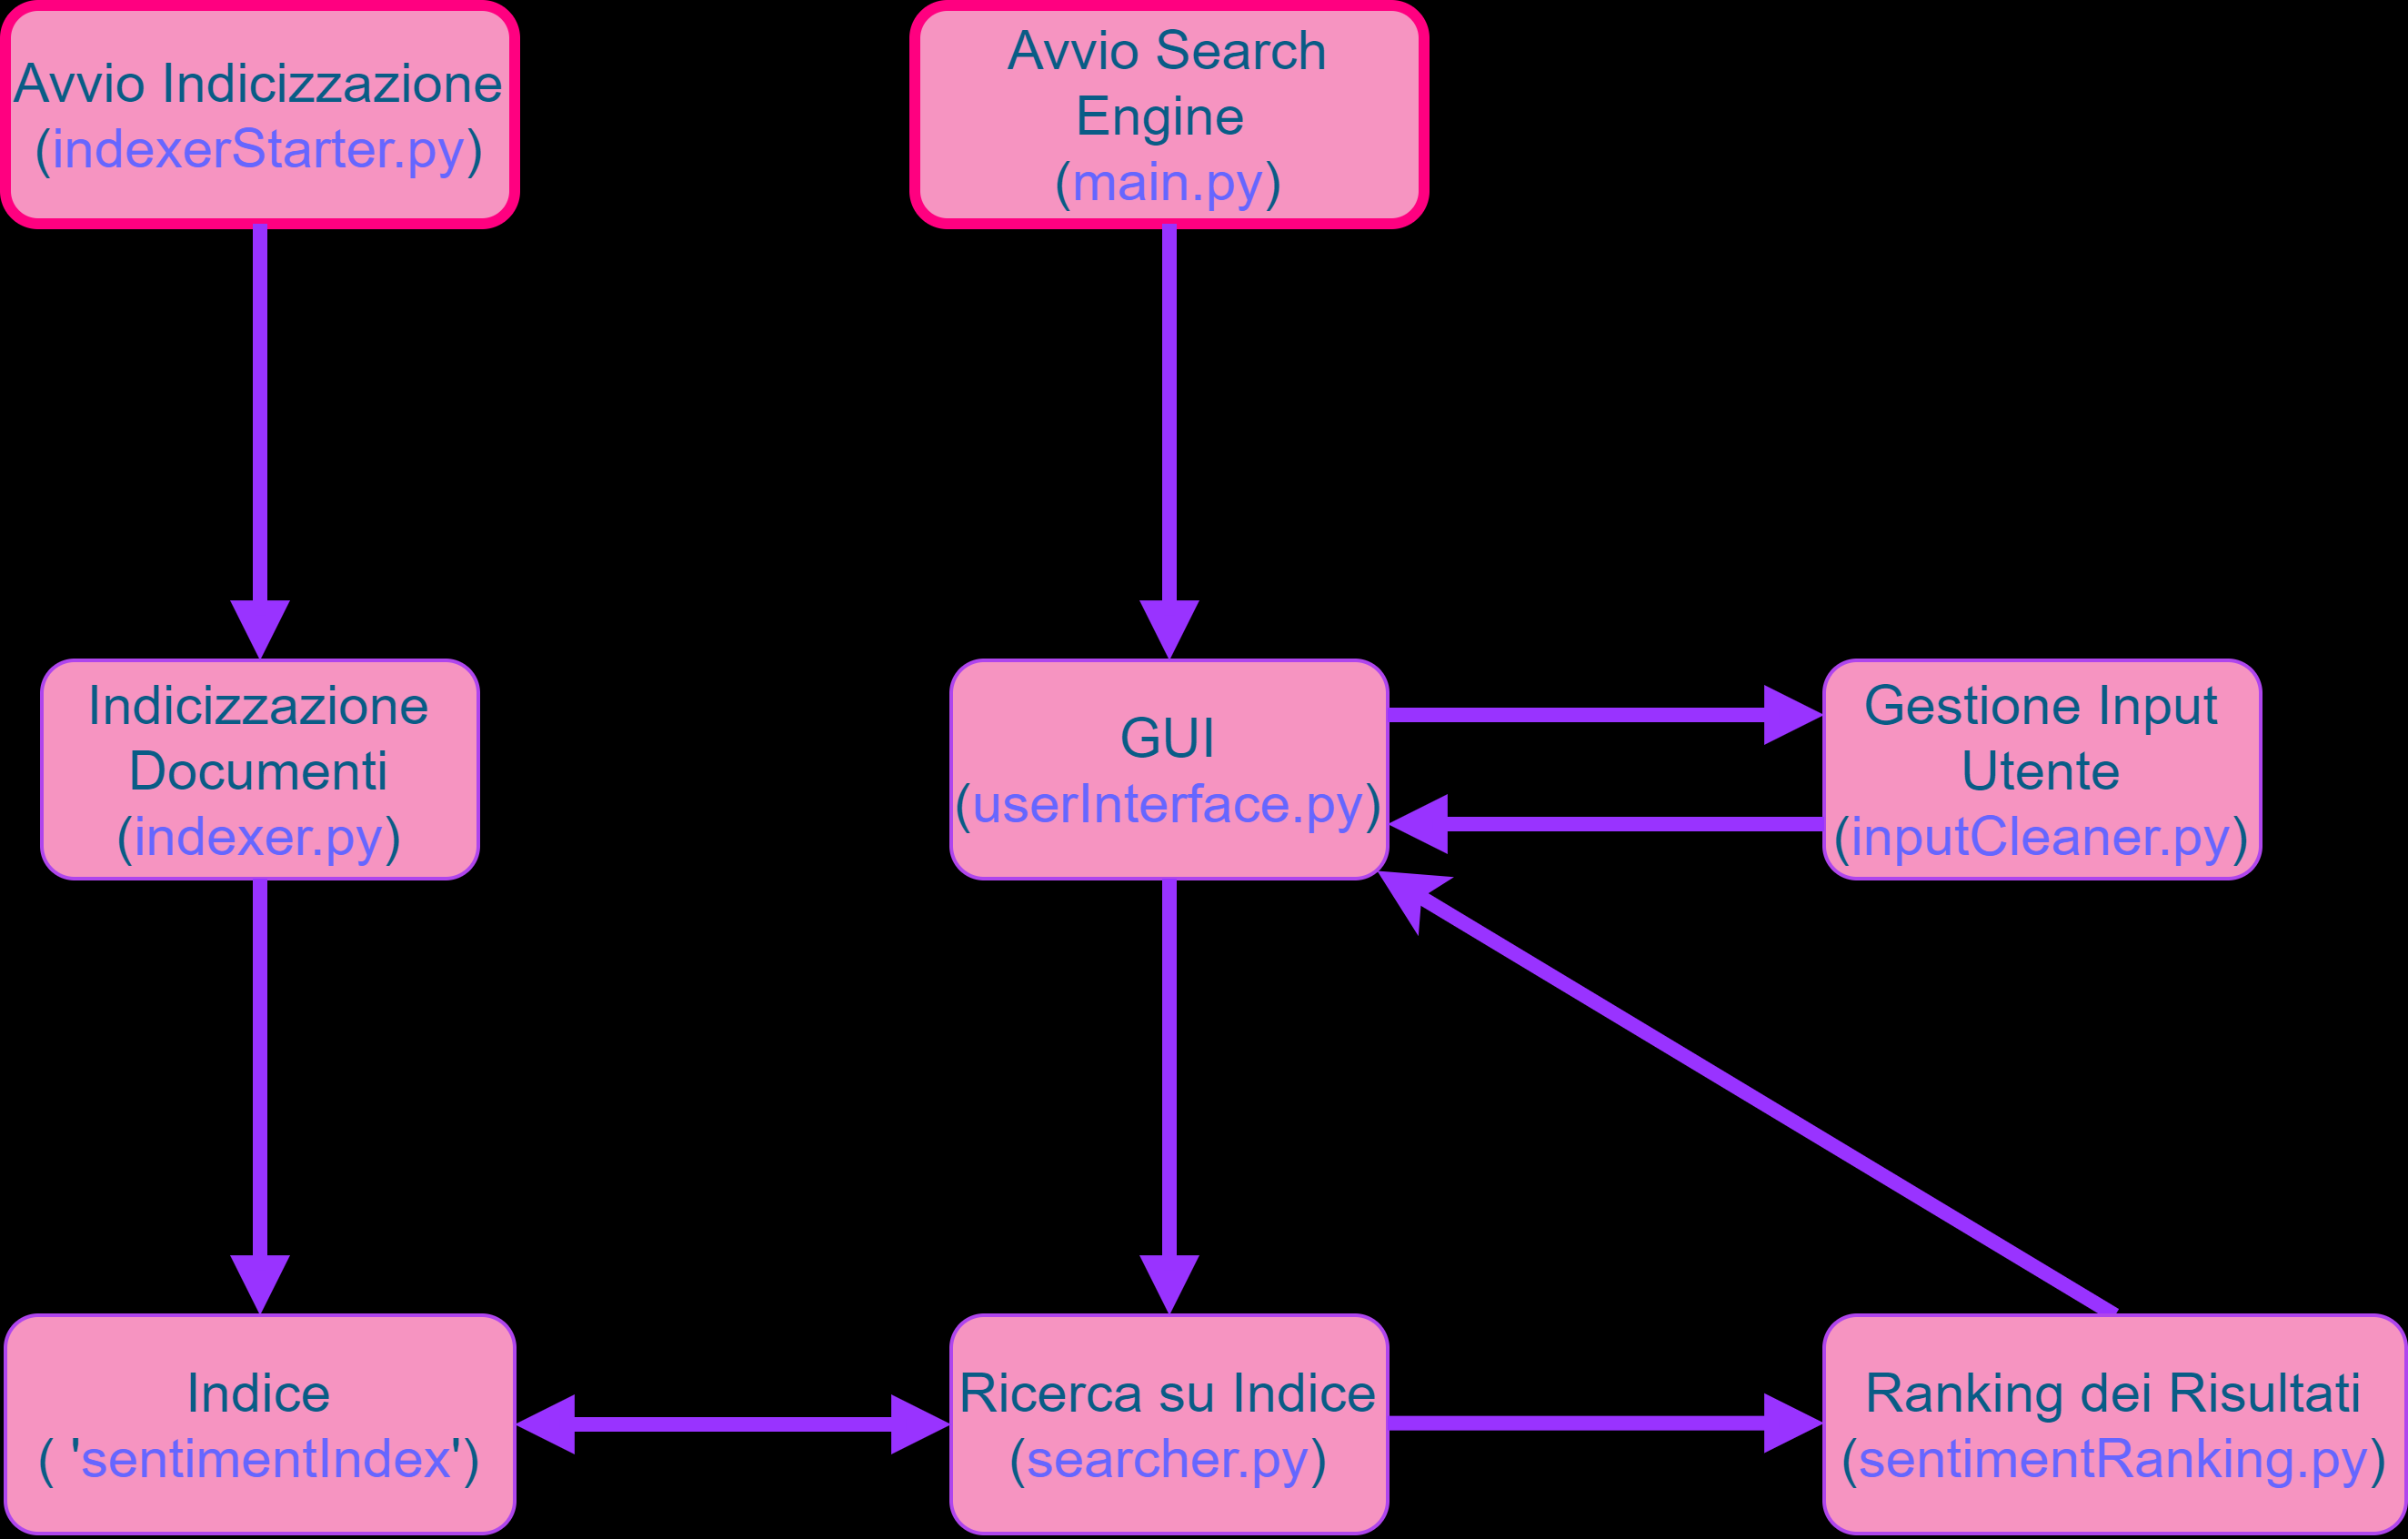 Avvio Indicizzazione
(indexerStarter.py)
Avvio Search
Engine
(main.py)
Indicizzazione
Documenti
(indexer.py)
GUI
(userInterface.py)
Gestione Input
Utente
(inputCleaner.py)
Indice
( 'sentimentIndex')
Ricerca su Indice
(searcher.py)
Ranking dei Risultati
(sentimentRanking.py)